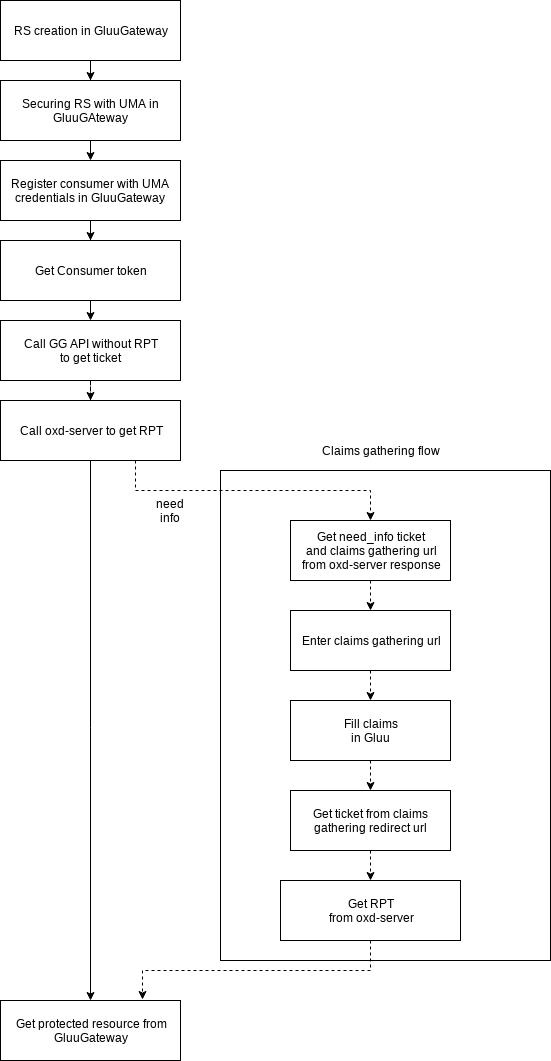 RS creation in GluuGateway
Securing RS with UMA in
GluuGAteway
Register consumer with UMA
credentials in GluuGateway
Get Consumer token
Call GG API without RPT
to get ticket
Call oxd-server to get RPT
Claims gathering flow
need
info
Get need_info ticket
and claims gathering url
from oxd-server response
Enter claims gathering url
Fill claims
in Gluu
Get ticket from claims
gathering redirect url
Get RPT
from oxd-server
Get protected resource from
GluuGateway